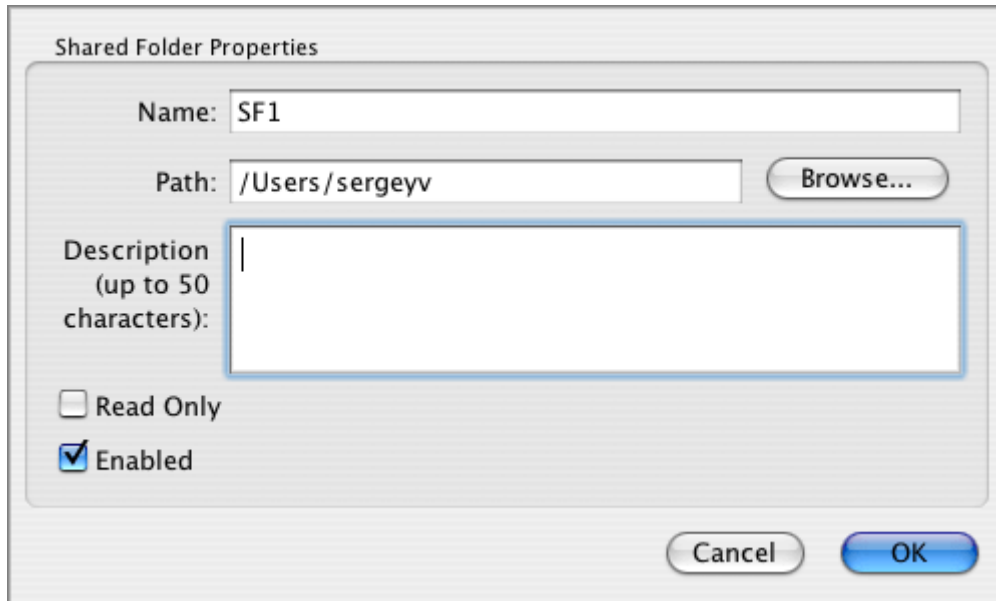 Shared Folder Properties
Name: SF1
Path: /Users/sergeyv Browse...
Description
(up to 50
characters):
Read Only
Enabled
Cancel OK